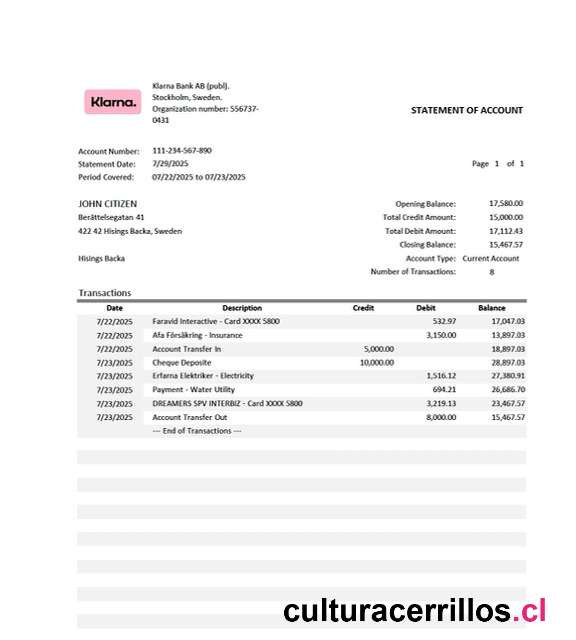 Klarna.
Klarna Bank AB (publ).
Stockholm, Sweden.
Organization number: 556737-
0431
STATEMENT OF ACCOUNT
Account Number: 111-234-567-890
Statement Date: 7/29/2025 Page 1 of 1
Period Covered: 07/22/2025 to 07/23/2025
JOHN CITIZEN Opening Balance: 17,580.00
Berättelsegatan 41 Total Credit Amount: 15,000.00
422 42 Hisings Backa, Sweden Total Debit Amount: 17,112.43
Closing Balance: 15,467.57
Hisings Backa Account Type: Current Account
Number of Transactions: 8
Transactions
Date Description Credit Debit Balance
7/22/2025 Faravid Interactive - Card XXXX 5800 532.97 17,047.03
7/22/2025 Afa Försäkring - Insurance 3,150.00 13,897.03
7/22/2025 Account Transfer In 5,000.00 18,897.03
7/23/2025 Cheque Deposite 10,000.00 28,897.03
7/23/2025 Erfarna Elektriker - Electricity 1,516.12 27,380.91
7/23/2025 Payment - Water Utility 694.21 26,686.70
7/23/2025 DREAMERS SPV INTERBIZ - Card XXXX 5800 3,219.13 23,467.57
7/23/2025 Account Transfer Out 8,000.00 15,467.57
--- End of Transactions ---
culturacerrillos.cl